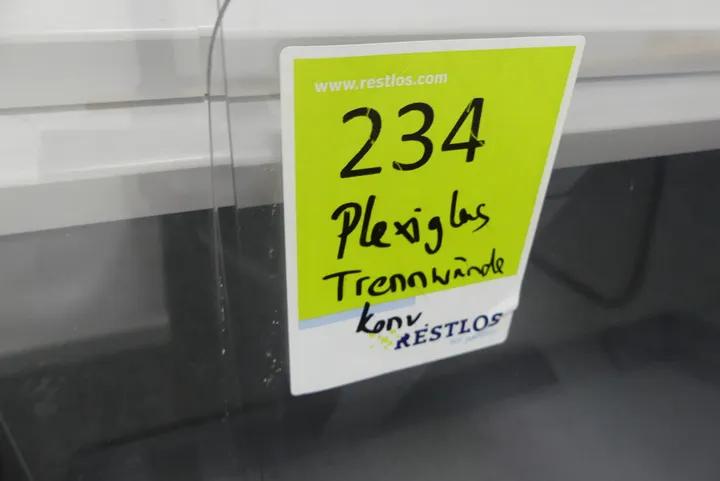 www.restlos.com
234
Plexiglas
Trennwände
konv
RESTLOS